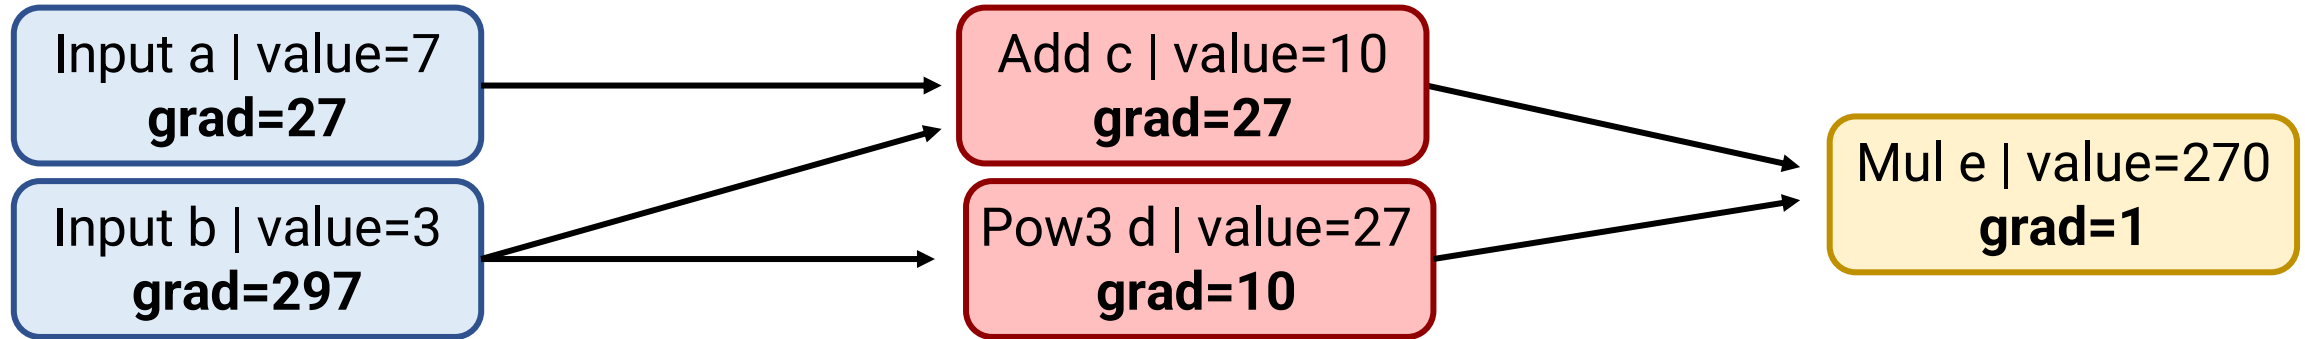 Input a | value=7
grad=27
Input b | value=3
grad=297
Add c | value=10
grad=27
Pow3 d | value=27
grad=10
Mul e | value=270
grad=1